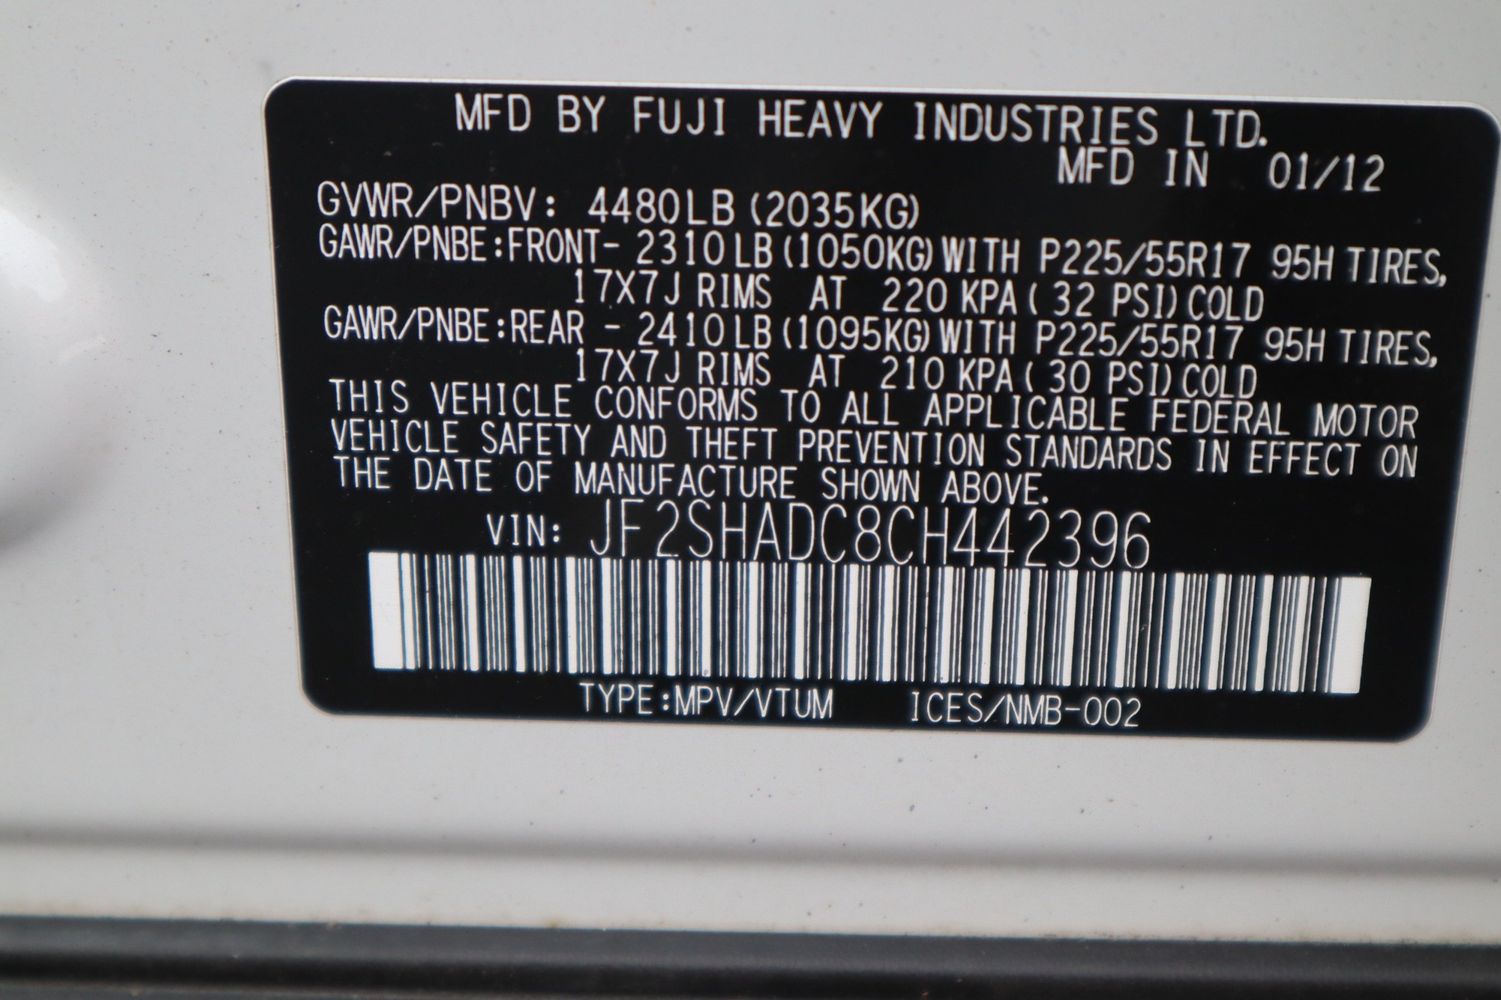 MFD BY FUJI HEAVY INDUSTRIES LTD.
MFD IN 01/12
GVWR/PNBV: 4480LB (2035KG)
GAWR/PNBE:FRONT- 2310LB (1050KG) WITH P225/55R17 95H TIRES,
17X7J RIMS AT 220 KPA ( 32 PSI) COLD
GAWR/PNBE:REAR - 2410LB (1095KG) WITH P225/55R17 95H TIRES,
17X7J RIMS AT 210 KPA ( 30 PSI) COLD
THIS VEHICLE CONFORMS TO ALL APPLICABLE FEDERAL MOTOR
VEHICLE SAFETY AND THEFT PREVENTION STANDARDS IN EFFECT ON
THE DATE OF MANUFACTURE SHOWN ABOVE.
VIN: JF2SHADC8CH442396
TYPE:MPV/VTUM ICES/NMB-002